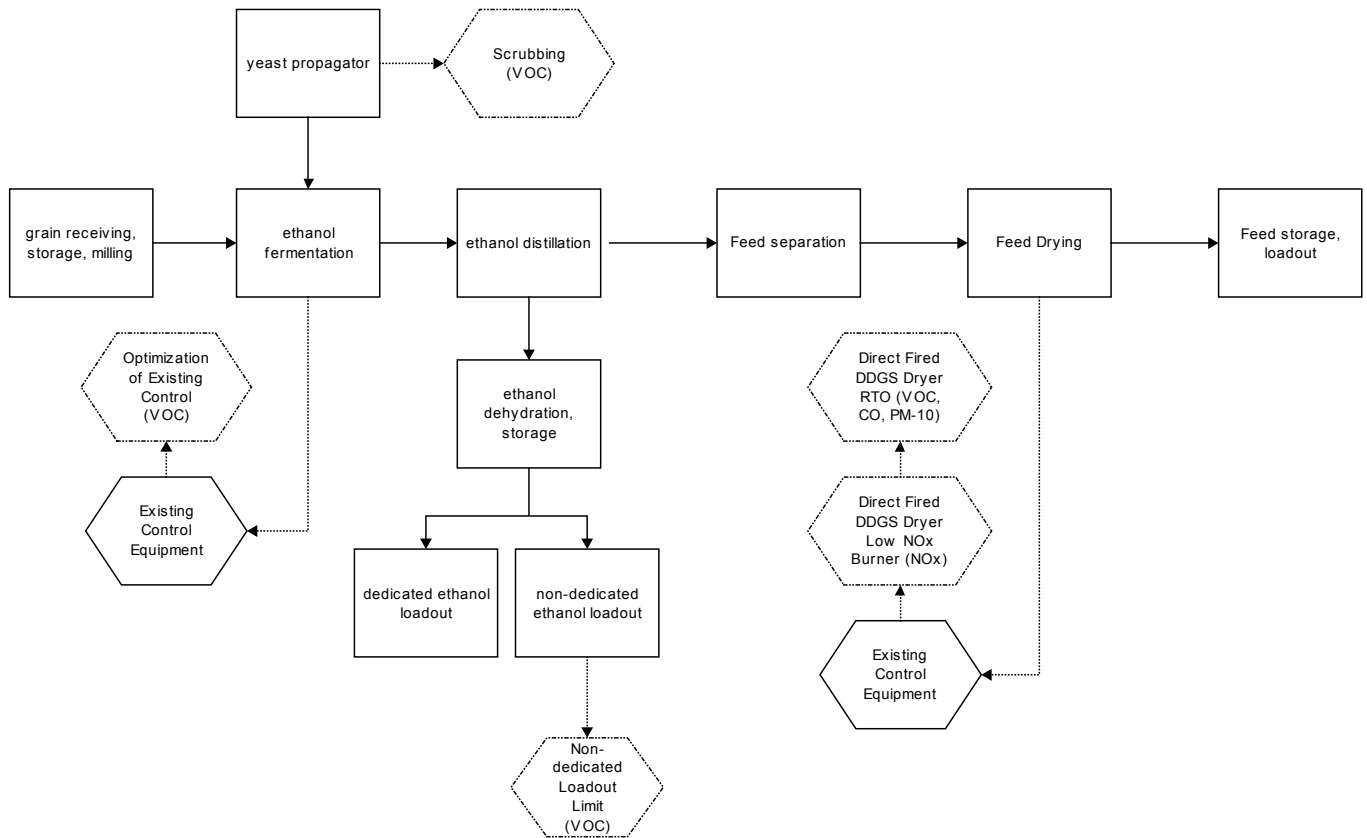 yeast propagator
Scrubbing
(VOC)
grain receiving,
storage, milling
ethanol
fermentation
ethanol distillation
Feed separation
Feed Drying
Feed storage,
loadout
Optimization
of Existing
Control
(VOC)
Existing
Control
Equipment
ethanol
dehydration,
storage
dedicated ethanol
loadout
non-dedicated
ethanol loadout
Non-
dedicated
Loadout
Limit
(VOC)
Direct Fired
DDGS Dryer
RTO (VOC,
CO, PM-10)
Direct Fired
DDGS Dryer
Low NOx
Burner (NOx)
Existing
Control
Equipment